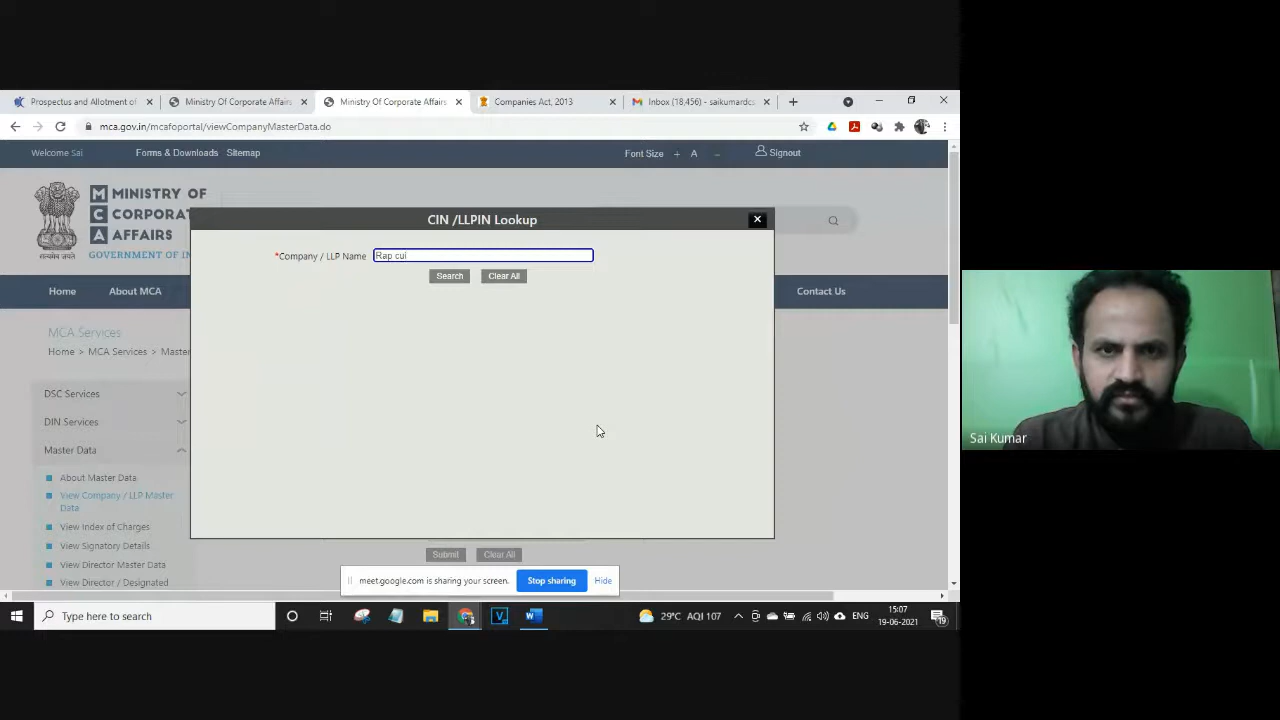 Prospectus and Allotment of
Ministry Of Corporate Affairs
Ministry Of Corporate Affairs
Companies Act, 2013
Inbox (18,456) - saikumardcs
mca.gov.in/mcafoportal/viewCompanyMasterData.do
Welcome Sai
Forms & Downloads
Sitemap
Font Size + A -
Signout
सत्यमेव जयते
M MINISTRY OF
C CORPORAT
A AFFAIRS
GOVERNMENT OF IN
CIN /LLPIN Lookup
*Company / LLP Name
Rap cui
Search
Clear All
Home
About MCA
Contact Us
MCA Services
Home > MCA Services > Master
DSC Services
DIN Services
Master Data
About Master Data
View Company / LLP Master
Data
View Index of Charges
View Signatory Details
View Director Master Data
View Director / Designated
Submit
Clear All
meet.google.com is sharing your screen.
Stop sharing
Hide
Type here to search
29°C AQI 107
ENG
15:07
19-06-2021
19
Sai Kumar